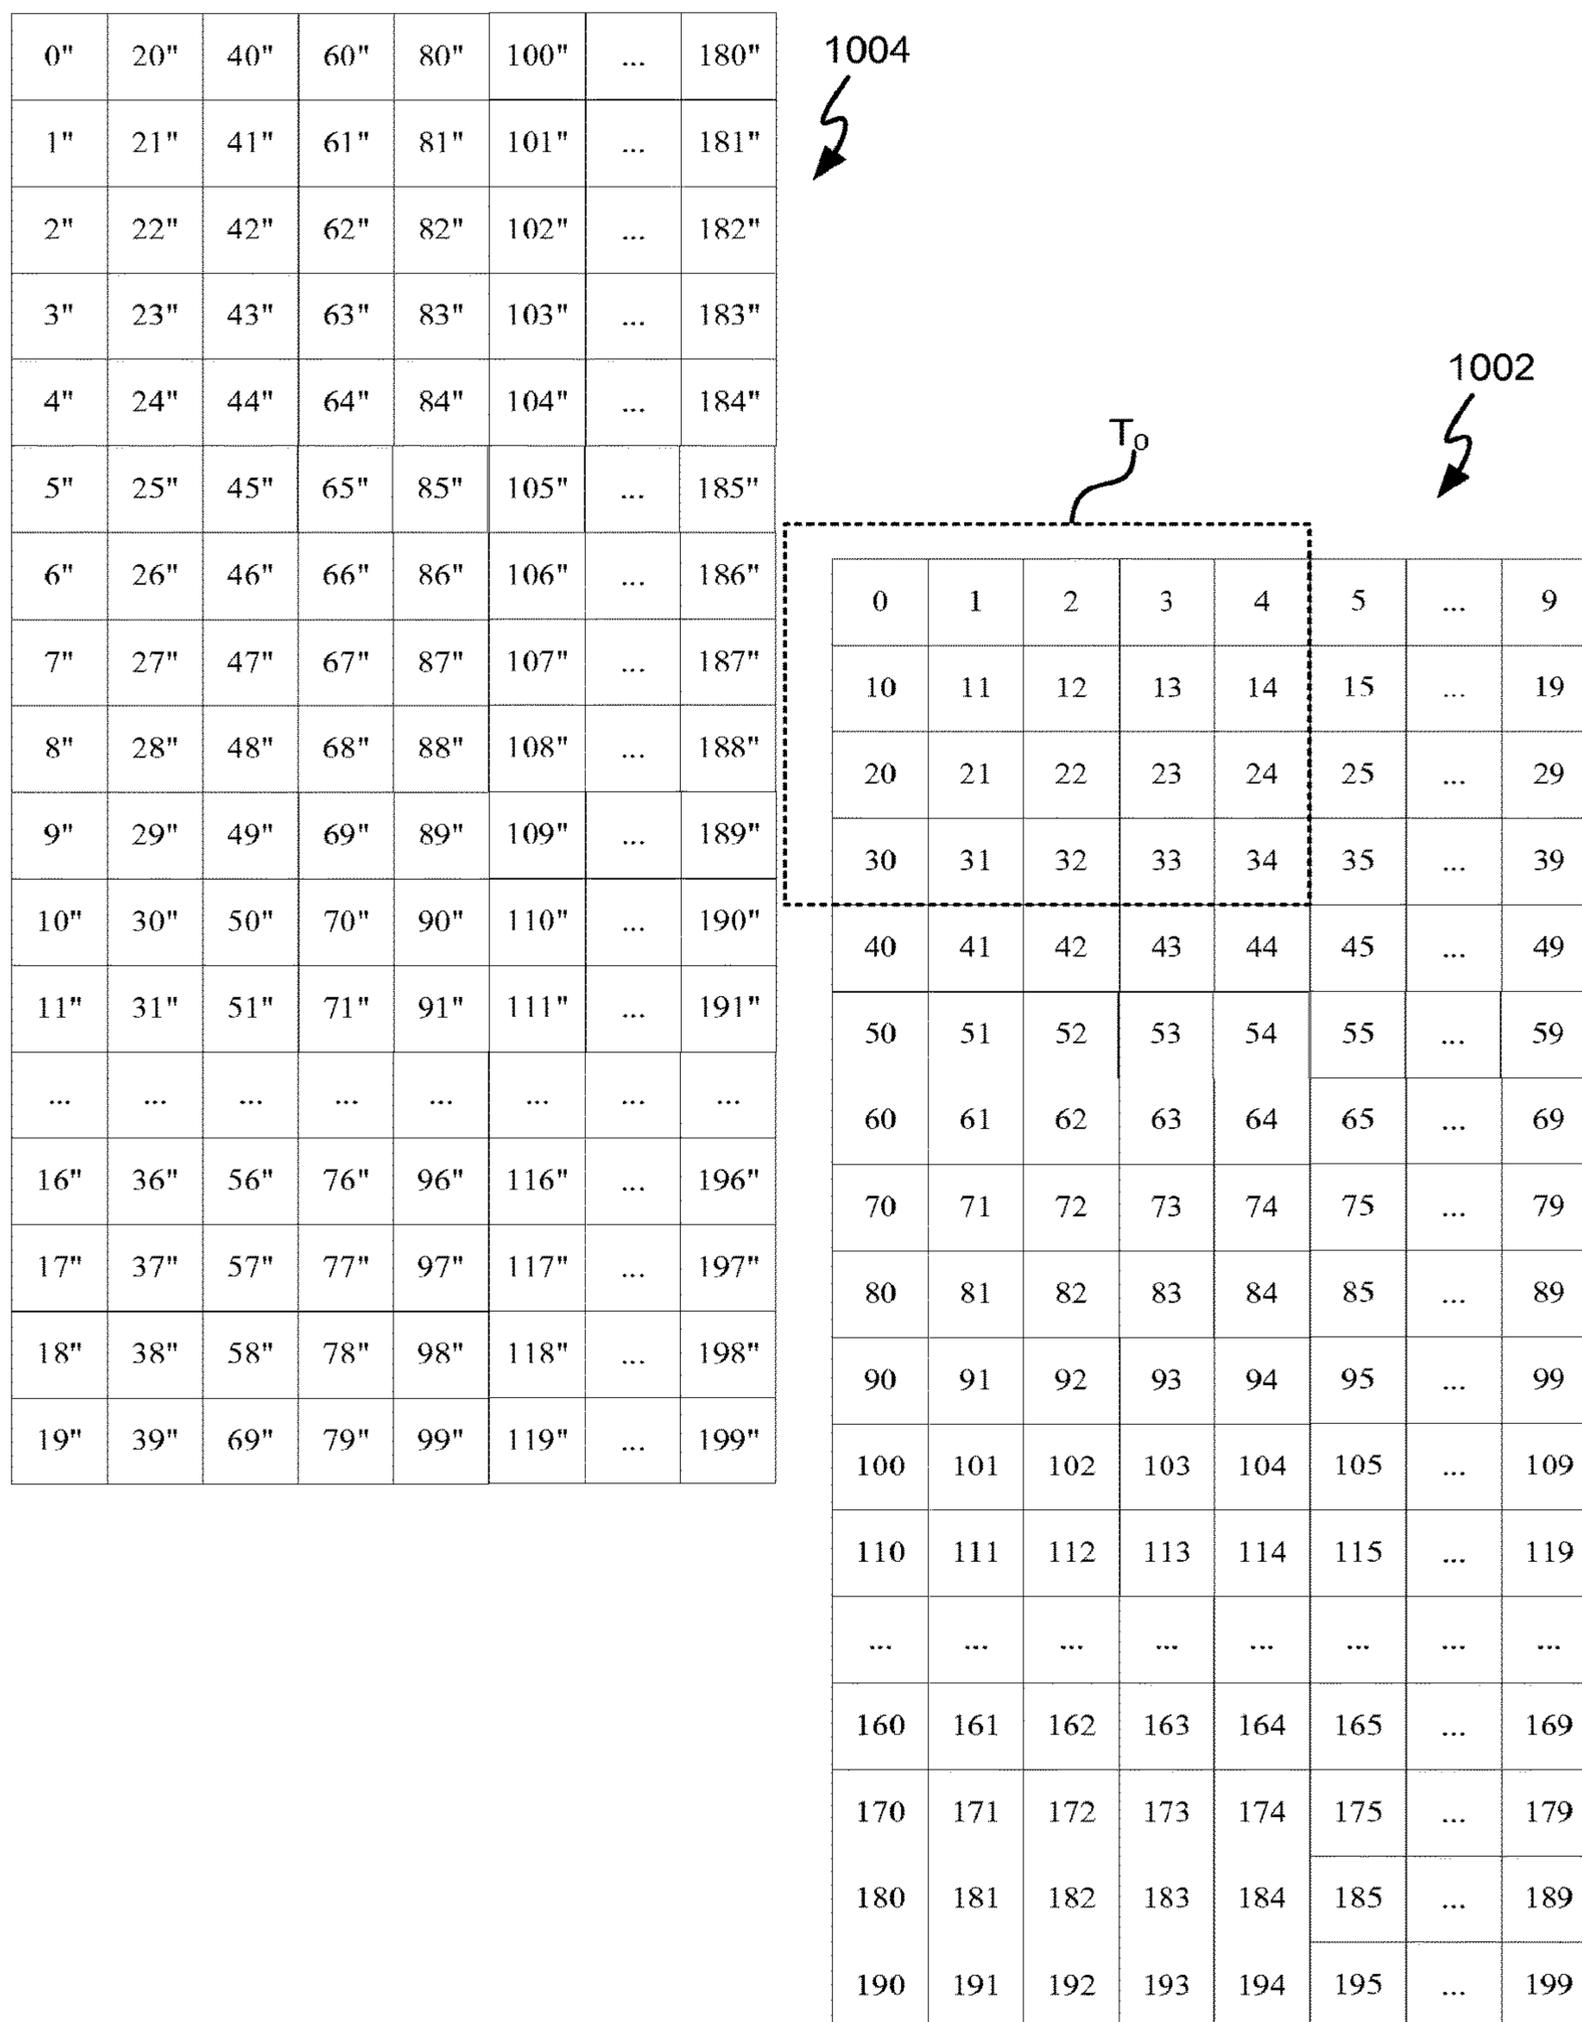 0" 20" 40" 60" 80" 100" ... 180"
1" 21" 41" 61" 81" 101" ... 181"
2" 22" 42" 62" 82" 102" ... 182"
3" 23" 43" 63" 83" 103" ... 183"
4" 24" 44" 64" 84" 104" ... 184"
5" 25" 45" 65" 85" 105" ... 185"
6" 26" 46" 66" 86" 106" ... 186"
7" 27" 47" 67" 87" 107" ... 187"
8" 28" 48" 68" 88" 108" ... 188"
9" 29" 49" 69" 89" 109" ... 189"
10" 30" 50" 70" 90" 110" ... 190"
11" 31" 51" 71" 91" 111" ... 191"
... ... ... ... ... ... ... ...
16" 36" 56" 76" 96" 116" ... 196"
17" 37" 57" 77" 97" 117" ... 197"
18" 38" 58" 78" 98" 118" ... 198"
19" 39" 69" 79" 99" 119" ... 199"
1004
1002
T0
0 1 2 3 4 5 ... 9
10 11 12 13 14 15 ... 19
20 21 22 23 24 25 ... 29
30 31 32 33 34 35 ... 39
40 41 42 43 44 45 ... 49
50 51 52 53 54 55 ... 59
60 61 62 63 64 65 ... 69
70 71 72 73 74 75 ... 79
80 81 82 83 84 85 ... 89
90 91 92 93 94 95 ... 99
100 101 102 103 104 105 ... 109
110 111 112 113 114 115 ... 119
... ... ... ... ... ... ... ...
160 161 162 163 164 165 ... 169
170 171 172 173 174 175 ... 179
180 181 182 183 184 185 ... 189
190 191 192 193 194 195 ... 199